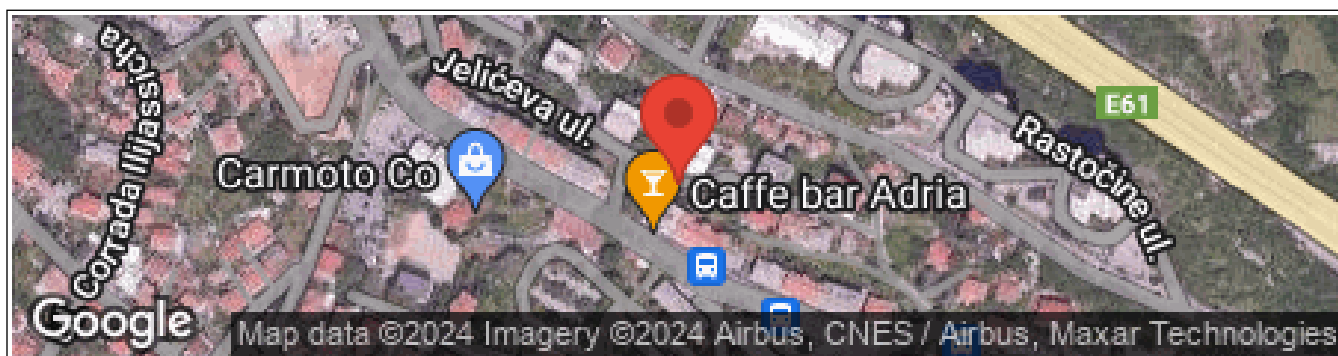 Corrada Ilijassicha
Jelićeva ul.
E61
Rastočine ul.
Carmoto Co
Caffe bar Adria
Google
Map data ©2024 Imagery ©2024 Airbus, CNES / Airbus, Maxar Technologies